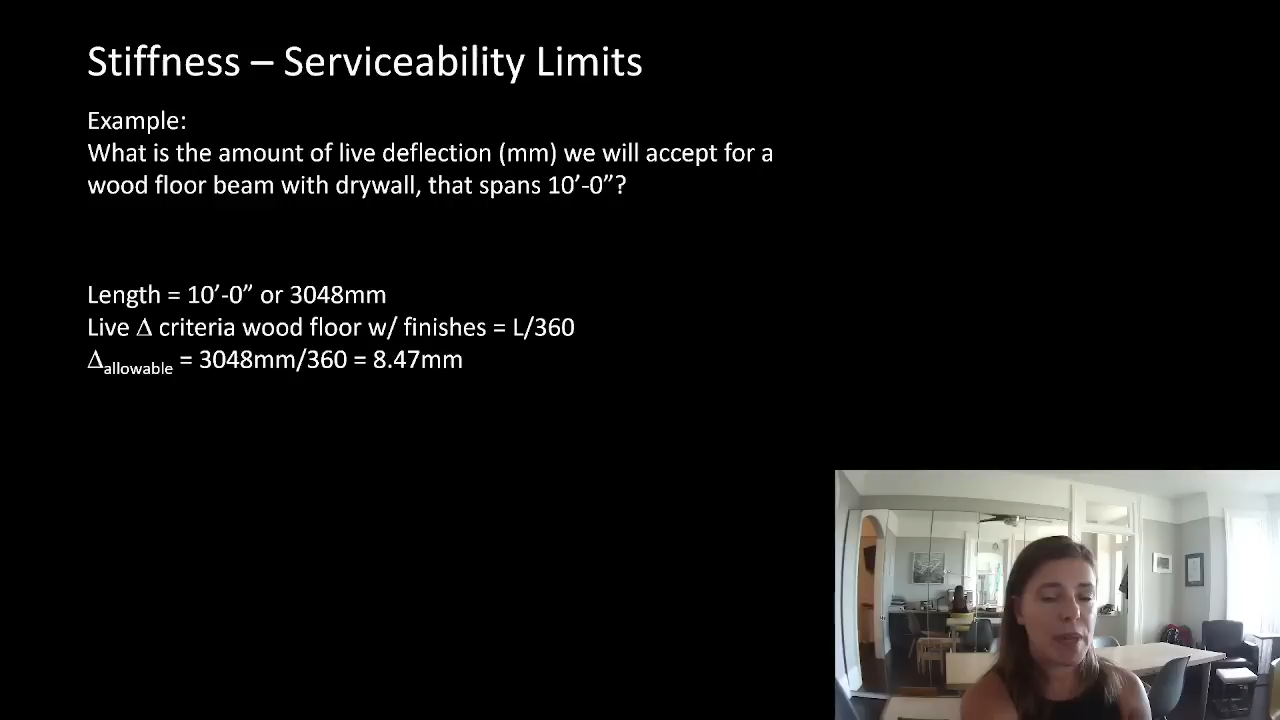 Stiffness – Serviceability Limits
Example:
What is the amount of live deflection (mm) we will accept for a
wood floor beam with drywall, that spans 10’-0”?
Length = 10’-0” or 3048mm
Live Δ criteria wood floor w/ finishes = L/360
Δallowable = 3048mm/360 = 8.47mm